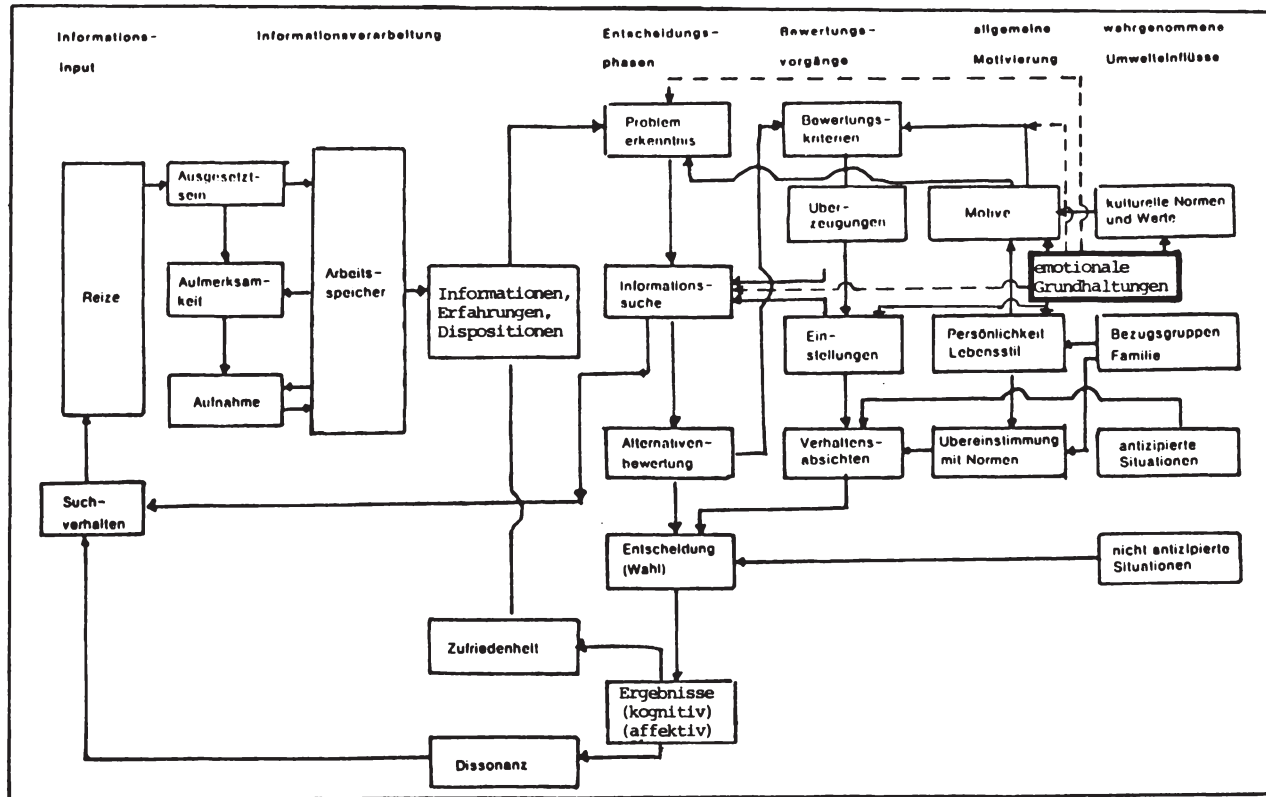 Informations-
input
Informationsverarbeitung
Entscheidungs-
phasen
Bewertungs-
vorgänge
allgemeine
Motivierung
wahrgenommene
Umwelteinflüsse
Reize
Ausgesetzt-
sein
Aufmerksam-
keit
Aufnahme
Arbeits-
speicher
Informationen,
Erfahrungen,
Dispositionen
Problem
erkenntnis
Informations-
suche
Alternativen-
bewertung
Entscheidung
(Wahl)
Ergebnisse
(kognitiv)
(affektiv)
Bewertungs-
kriterien
Über-
zeugungen
Ein-
stellungen
Verhaltens-
absichten
Motive
Persönlichkeit
Lebensstil
Übereinstimmung
mit Normen
kulturelle Normen
und Werte
emotionale
Grundhaltungen
Bezugsgruppen
Familie
antizipierte
Situationen
nicht antizipierte
Situationen
Such-
verhalten
Zufriedenheit
Dissonanz